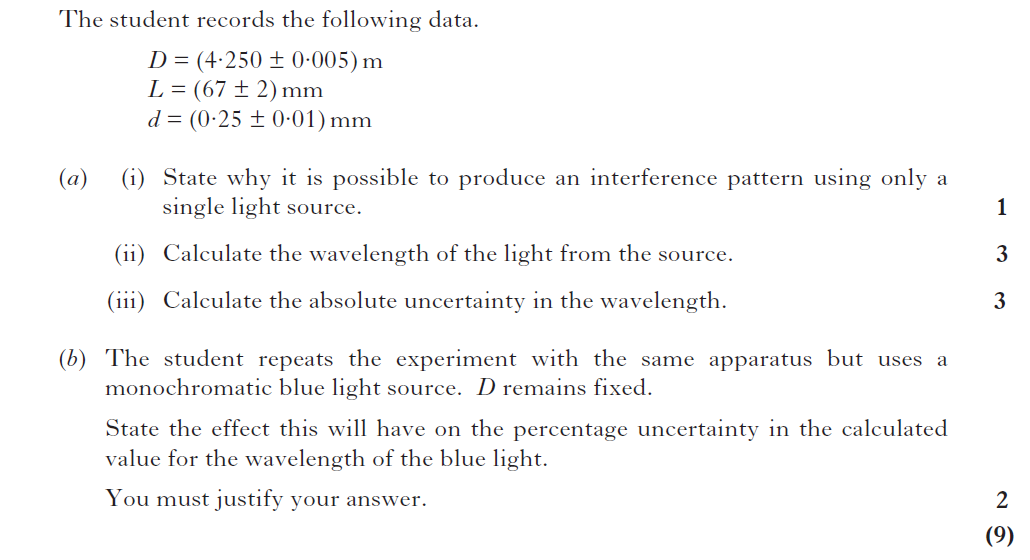 The student records the following data.
D = (4·250 ± 0·005) m
L = (67 ± 2) mm
d = (0·25 ± 0·01) mm
(a) (i) State why it is possible to produce an interference pattern using only a
single light source. 1
(ii) Calculate the wavelength of the light from the source. 3
(iii) Calculate the absolute uncertainty in the wavelength. 3
(b) The student repeats the experiment with the same apparatus but uses a
monochromatic blue light source. D remains fixed.
State the effect this will have on the percentage uncertainty in the calculated
value for the wavelength of the blue light.
You must justify your answer. 2
(9)